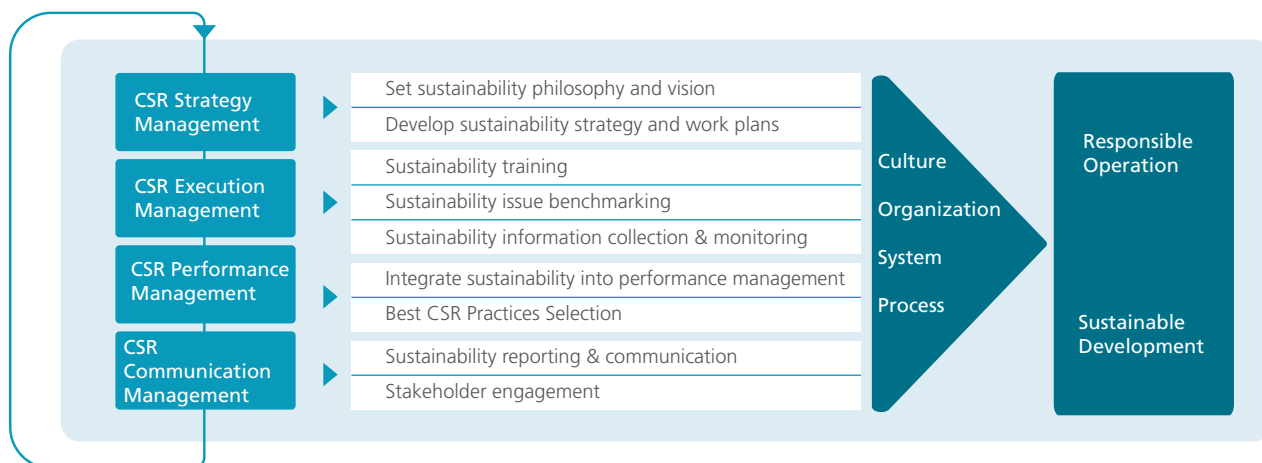 CSR Strategy
Management
Set sustainability philosophy and vision
Develop sustainability strategy and work plans
CSR Execution
Management
Sustainability training
Sustainability issue benchmarking
Sustainability information collection & monitoring
CSR Performance
Management
Integrate sustainability into performance management
Best CSR Practices Selection
CSR
Communication
Management
Sustainability reporting & communication
Stakeholder engagement
Culture
Organization
System
Process
Responsible
Operation
Sustainable
Development